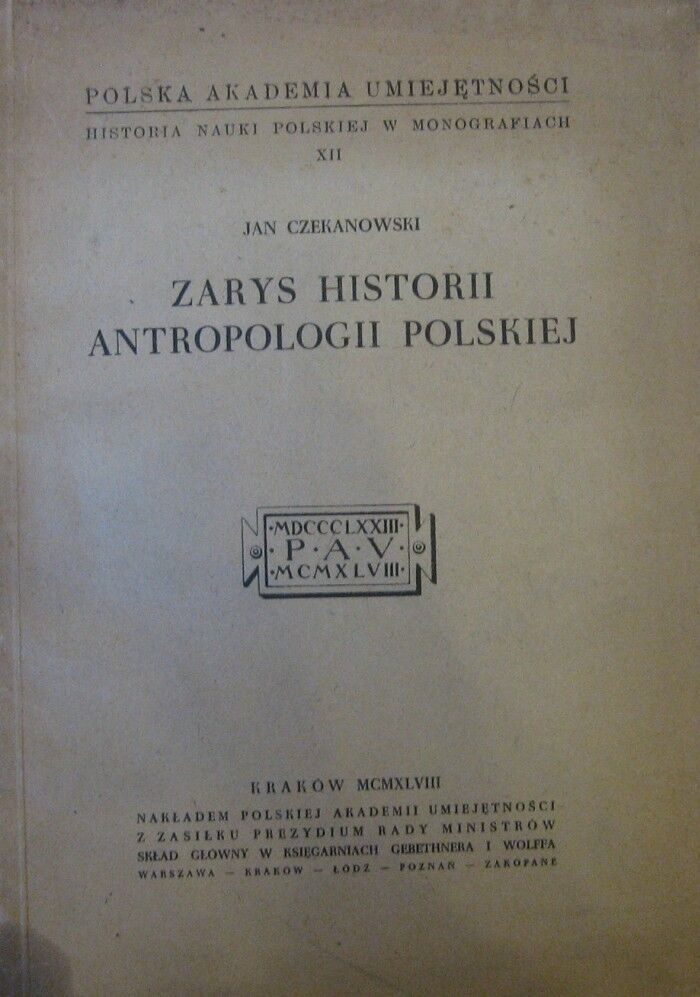 POLSKA AKADEMIA UMIEJĘTNOŚCI
HISTORIA NAUKI POLSKIEJ W MONOGRAFIACH
XII
JAN CZEKANOWSKI
ZARYS HISTORII
ANTROPOLOGII POLSKIEJ
·MDCCCLXXIII·
·P·A·V·
·MCMXLVIII·
KRAKÓW MCMXLVIII
NAKŁADEM POLSKIEJ AKADEMII UMIEJĘTNOŚCI
Z ZASIŁKU PREZYDIUM RADY MINISTRÓW
SKŁAD GŁÓWNY W KSIĘGARNIACH GEBETHNERA I WOLFFA
WARSZAWA — KRAKÓW — ŁÓDŹ — POZNAŃ — ZAKOPANE